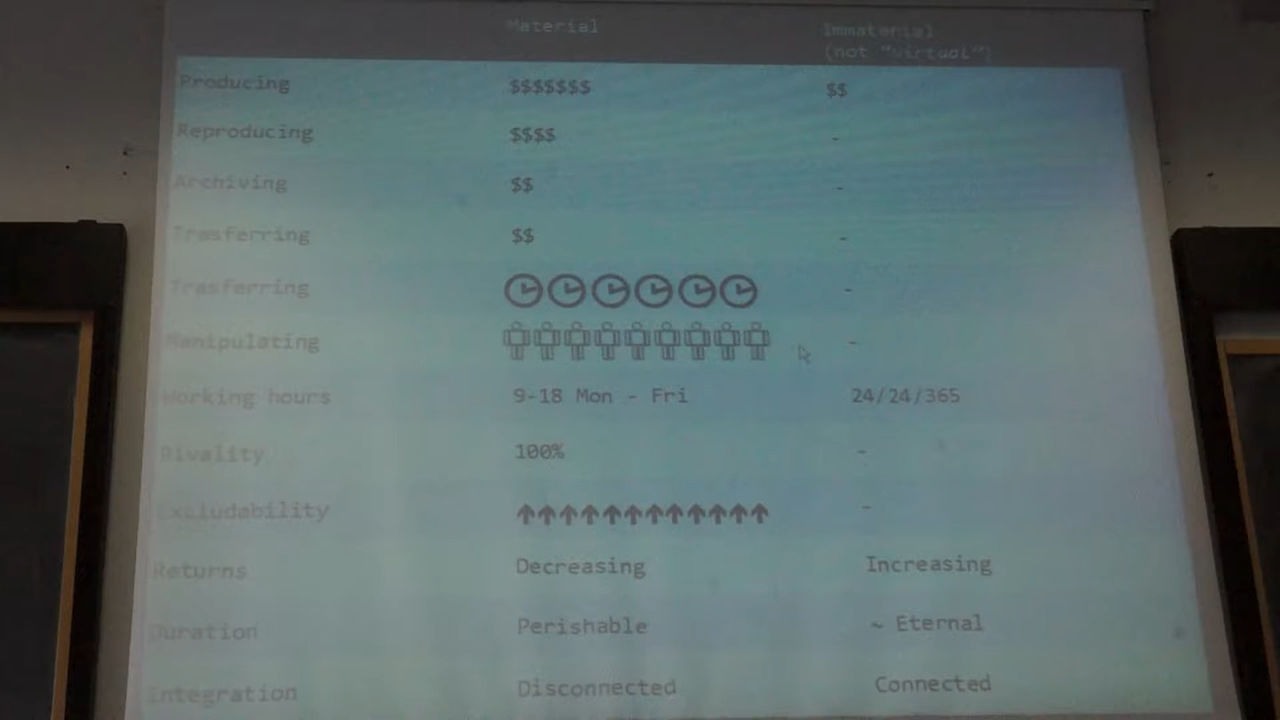 Material Immaterial
(not "virtual")
Producing $$$$$$$ $$
Reproducing $$$$ -
Archiving $$ -
Trasferring $$ -
Trasferring -
Manipulating -
Working hours 9-18 Mon - Fri 24/24/365
Rivality 100% -
Excludability -
Returns Decreasing Increasing
Duration Perishable ~ Eternal
Integration Disconnected Connected